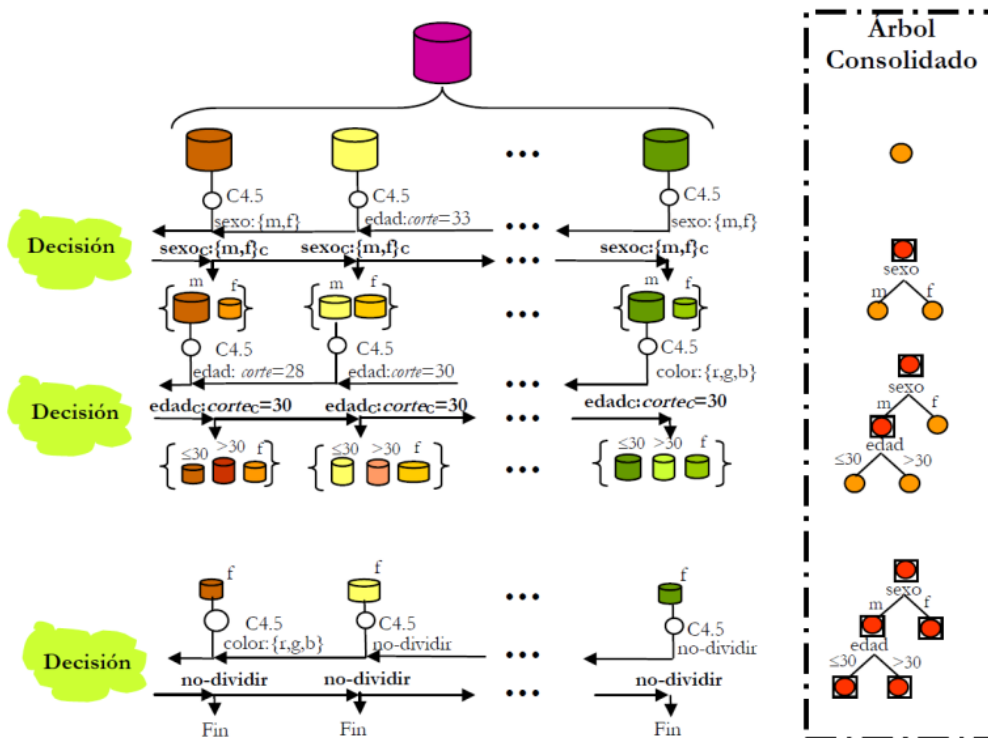 Árbol
Consolidado
C4.5
C4.5
C4.5
sexo:{m,f}
edad:corte=33
sexo:{m,f}
Decisión
sexoC:{m,f}C
sexoC:{m,f}C
sexoC:{m,f}C
...
sexo
m
f
m
f
m
f
m
f
C4.5
C4.5
C4.5
edad: corte=28
edad:corte=30
color:{r,g,b}
Decisión
edadC:corteC=30
edadC:corteC=30
edadC:corteC=30
sexo
m
f
edad
≤30
>30
≤30
>30
f
≤30
>30
f
≤30
>30
f
f
f
f
C4.5
C4.5
C4.5
color:{r,g,b}
no-dividir
no-dividir
Decisión
no-dividir
no-dividir
no-dividir
Fin
Fin
Fin
sexo
m
f
edad
≤30
>30